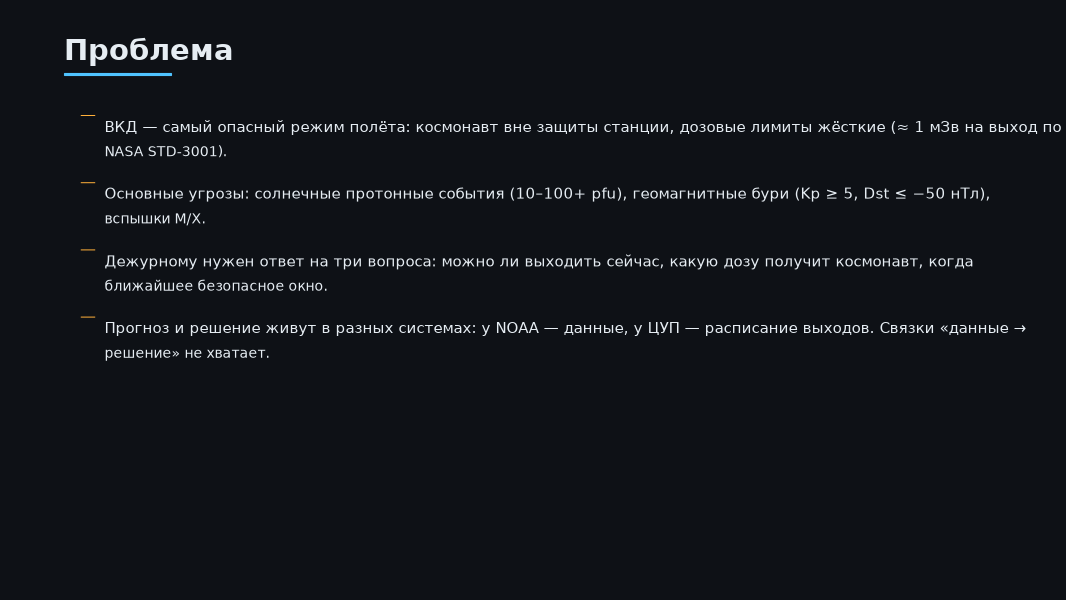 Проблема
— ВКД — самый опасный режим полёта: космонавт вне защиты станции, дозовые лимиты жёсткие (≈ 1 мЗв на выход по
NASA STD-3001).
— Основные угрозы: солнечные протонные события (10–100+ pfu), геомагнитные бури (Kp ≥ 5, Dst ≤ −50 нТл),
вспышки M/X.
— Дежурному нужен ответ на три вопроса: можно ли выходить сейчас, какую дозу получит космонавт, когда
ближайшее безопасное окно.
— Прогноз и решение живут в разных системах: у NOAA — данные, у ЦУП — расписание выходов. Связки «данные →
решение» не хватает.